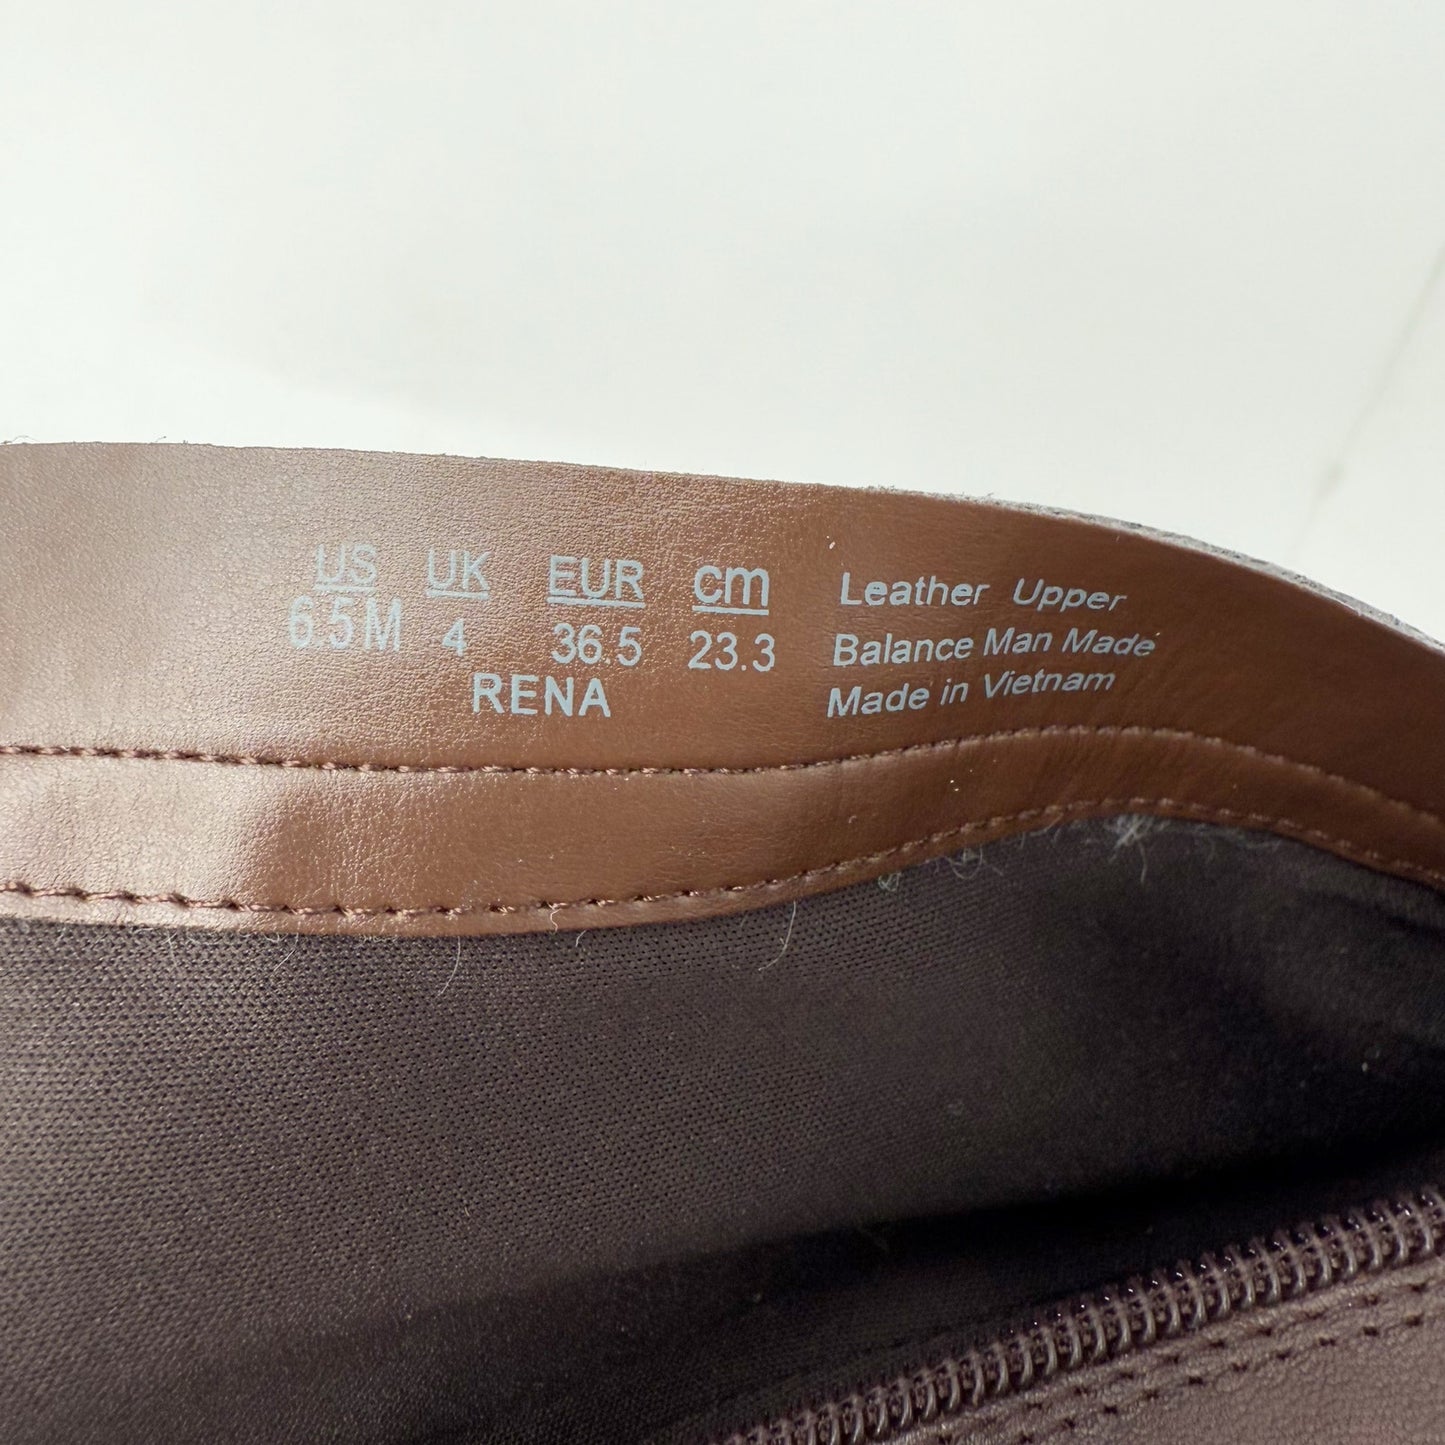 US UK EUR cm
6.5M 4 36.5 23.3
RENA
Leather Upper
Balance Man Made
Made in Vietnam